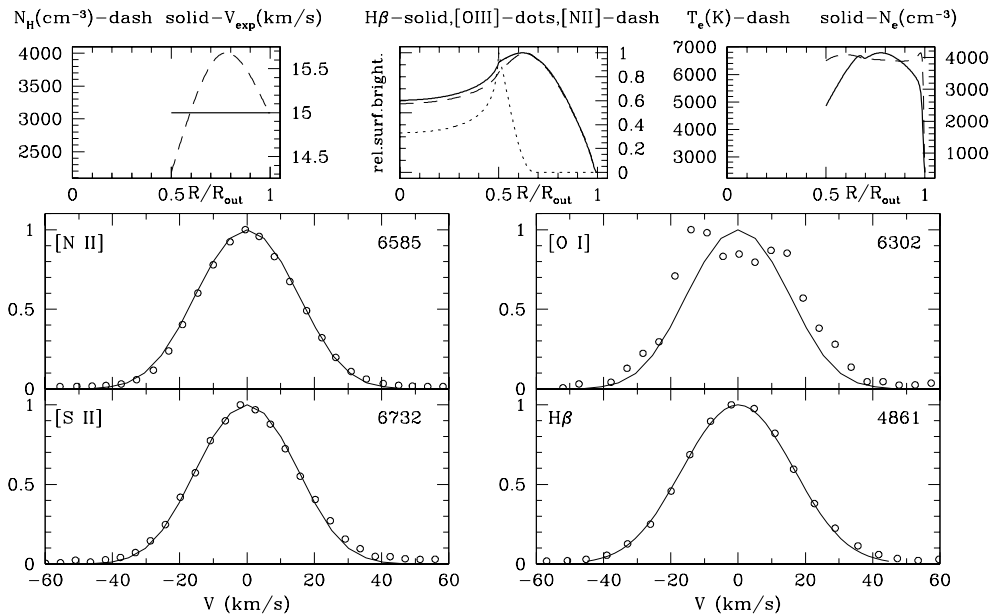 N_H(cm⁻³)-dash solid-V_exp(km/s)
Hβ-solid,[OIII]-dots,[NII]-dash
T_e(K)-dash solid-N_e(cm⁻³)
4000
3500
3000
2500
15.5
15
14.5
0 0.5 1
R/R_out
rel.surf.bright.
1
0.8
0.6
0.4
0.2
0
0 0.5 1
R/R_out
7000
6000
5000
4000
3000
4000
3000
2000
1000
0 0.5 1
R/R_out
[N II] 6585
1
0.5
0
[O I] 6302
1
0.5
0
[S II] 6732
1
0.5
0
−60 −40 −20 0 20 40 60
V (km/s)
Hβ 4861
1
0.5
0
−60 −40 −20 0 20 40 60
V (km/s)